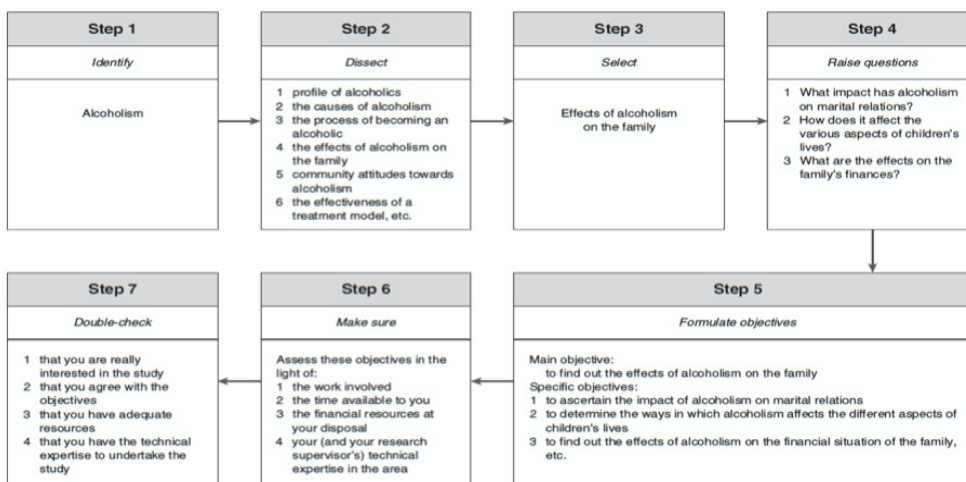 Step 1
Identify
Alcoholism
Step 2
Dissect
1 profile of alcoholics
2 the causes of alcoholism
3 the process of becoming an
alcoholic
4 the effects of alcoholism on
the family
5 community attitudes towards
alcoholism
6 the effectiveness of a
treatment model, etc.
Step 3
Select
Effects of alcoholism
on the family
Step 4
Raise questions
1 What impact has alcoholism
on marital relations?
2 How does it affect the
various aspects of children's
lives?
3 What are the effects on the
family's finances?
Step 5
Formulate objectives
Main objective:
to find out the effects of alcoholism on the family
Specific objectives:
1 to ascertain the impact of alcoholism on marital relations
2 to determine the ways in which alcoholism affects the different aspects of
children's lives
3 to find out the effects of alcoholism on the financial situation of the family,
etc.
Step 6
Make sure
Assess these objectives in the
light of:
1 the work involved
2 the time available to you
3 the financial resources at
your disposal
4 your (and your research
supervisor's) technical
expertise in the area
Step 7
Double-check
1 that you are really
interested in the study
2 that you agree with the
objectives
3 that you have adequate
resources
4 that you have the technical
expertise to undertake the
study